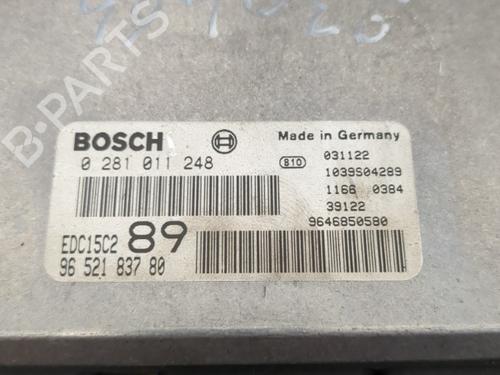 B-PARTS
BOSCH
Made in Germany
0 281 011 248
810
031122
1039S04289
1166 0384
39122
EDC15C2 89
9646850580
96 521 837 80